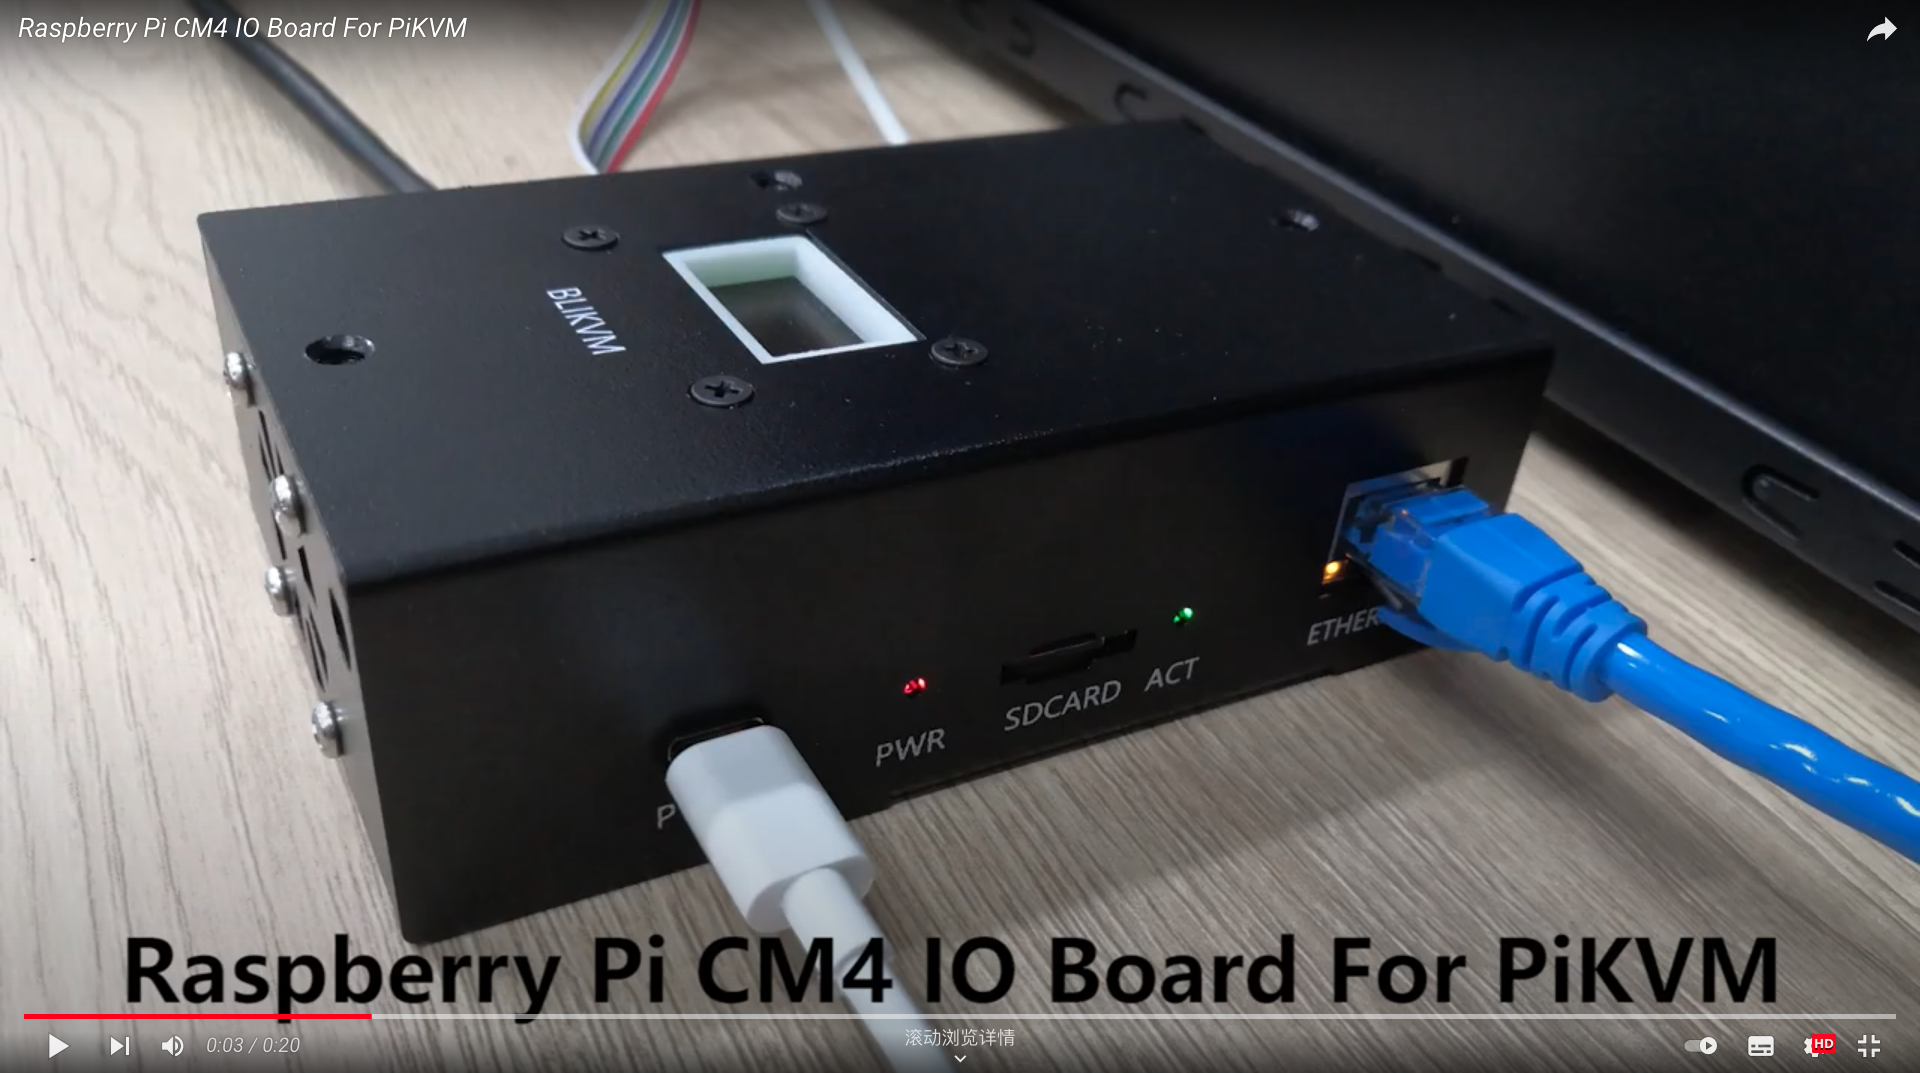 Raspberry Pi CM4 IO Board For PiKVM
BLIKVM
ETHER
ACT
SDCARD
PWR
P
Raspberry Pi CM4 IO Board For PiKVM
0:03 / 0:20
滚动浏览详情
HD